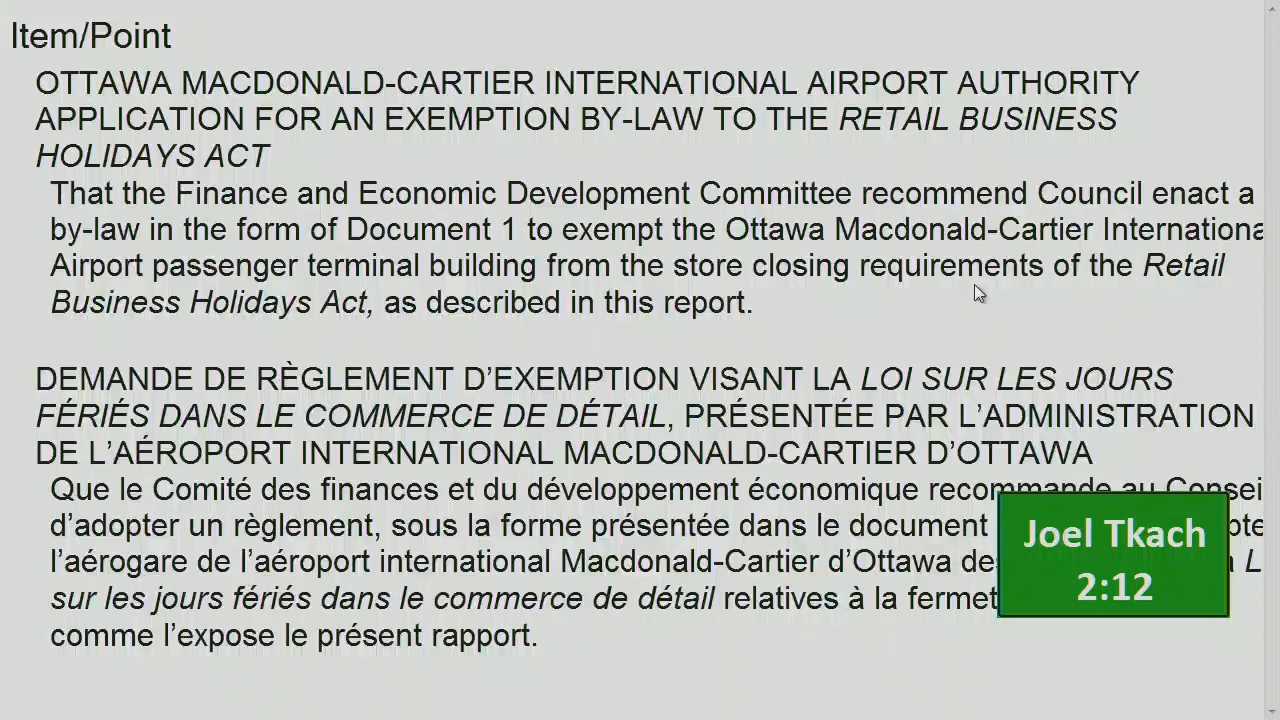 Item/Point
OTTAWA MACDONALD-CARTIER INTERNATIONAL AIRPORT AUTHORITY
APPLICATION FOR AN EXEMPTION BY-LAW TO THE RETAIL BUSINESS
HOLIDAYS ACT
That the Finance and Economic Development Committee recommend Council enact a
by-law in the form of Document 1 to exempt the Ottawa Macdonald-Cartier Internationa
Airport passenger terminal building from the store closing requirements of the Retail
Business Holidays Act, as described in this report.
DEMANDE DE RÈGLEMENT D’EXEMPTION VISANT LA LOI SUR LES JOURS
FÉRIÉS DANS LE COMMERCE DE DÉTAIL, PRÉSENTÉE PAR L’ADMINISTRATION
DE L’AÉROPORT INTERNATIONAL MACDONALD-CARTIER D’OTTAWA
Que le Comité des finances et du développement économique recommande au Consei
d’adopter un règlement, sous la forme présentée dans le document
l’aérogare de l’aéroport international Macdonald-Cartier d’Ottawa
sur les jours fériés dans le commerce de détail relatives à la
comme l’expose le présent rapport.
Joel Tkach
2:12